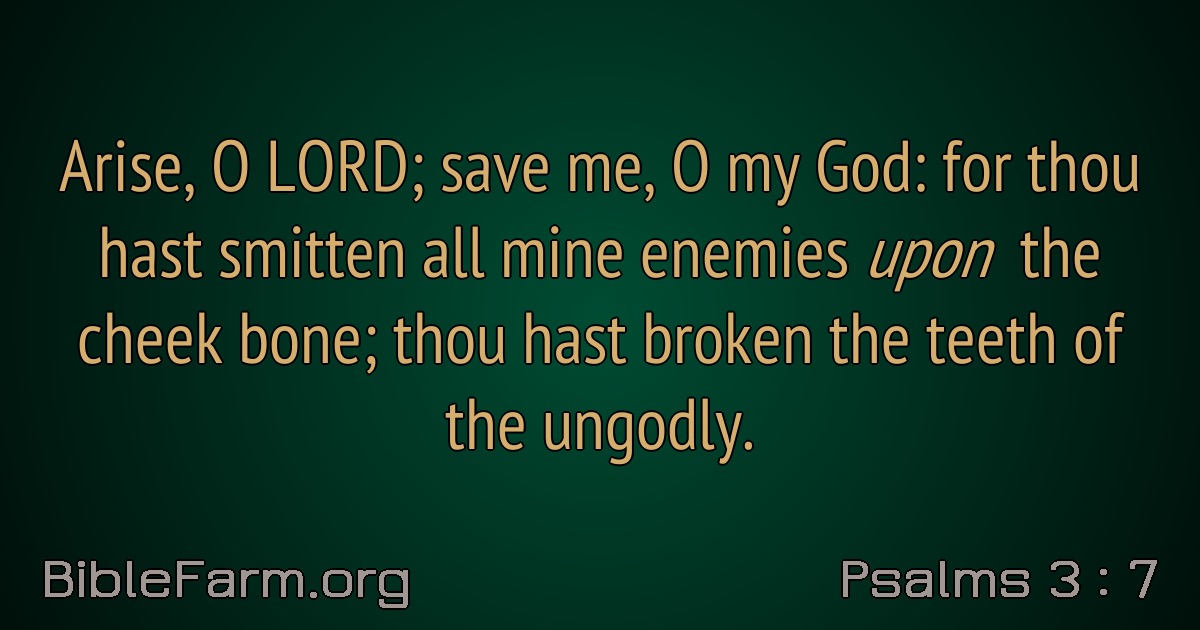 Arise, O LORD; save me, O my God: for thou
hast smitten all mine enemies upon the
cheek bone; thou hast broken the teeth of
the ungodly.
BibleFarm.org
Psalms 3 : 7